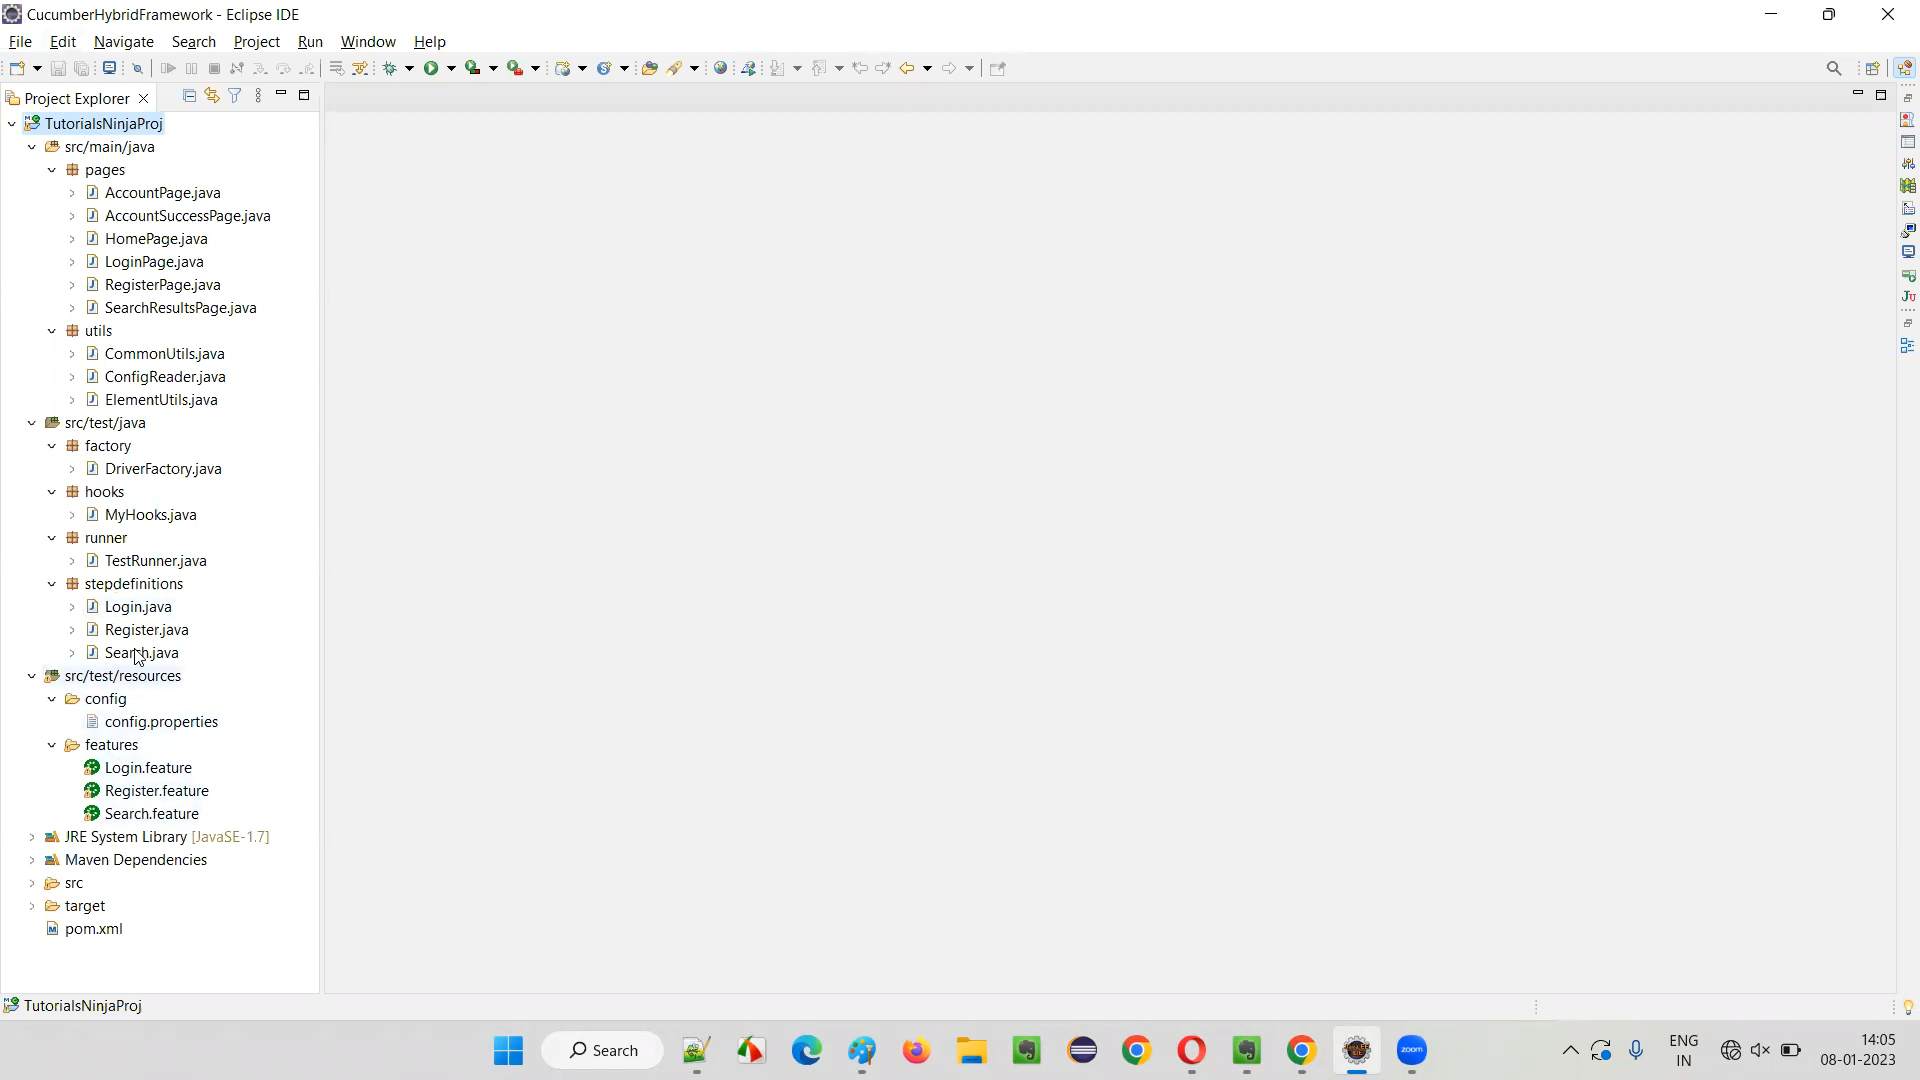 CucumberHybridFramework - Eclipse IDE
File Edit Navigate Search Project Run Window Help
Project Explorer
TutorialsNinjaProj
src/main/java
pages
AccountPage.java
AccountSuccessPage.java
HomePage.java
LoginPage.java
RegisterPage.java
SearchResultsPage.java
utils
CommonUtils.java
ConfigReader.java
ElementUtils.java
src/test/java
factory
DriverFactory.java
hooks
MyHooks.java
runner
TestRunner.java
stepdefinitions
Login.java
Register.java
Search.java
src/test/resources
config
config.properties
features
Login.feature
Register.feature
Search.feature
JRE System Library [JavaSE-1.7]
Maven Dependencies
src
target
pom.xml
TutorialsNinjaProj
Search
zoom
ENG
IN
14:05
08-01-2023